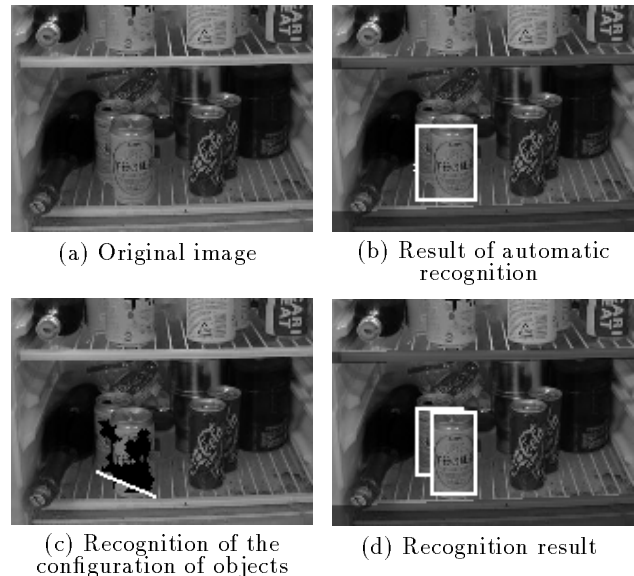 (a) Original image
(b) Result of automatic
recognition
(c) Recognition of the
configuration of objects
(d) Recognition result